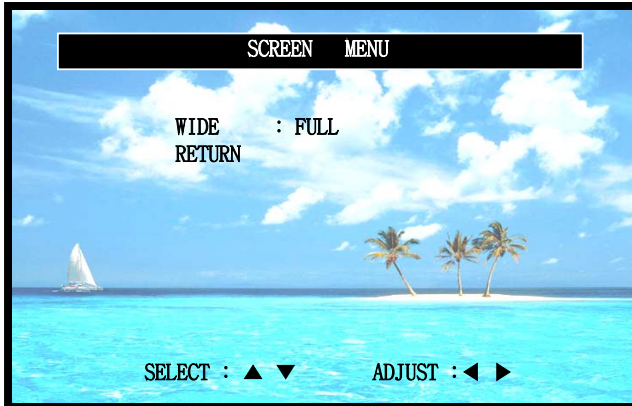 SCREEN MENU
WIDE : FULL
RETURN
SELECT : ▲ ▼ ADJUST : ◀ ▶